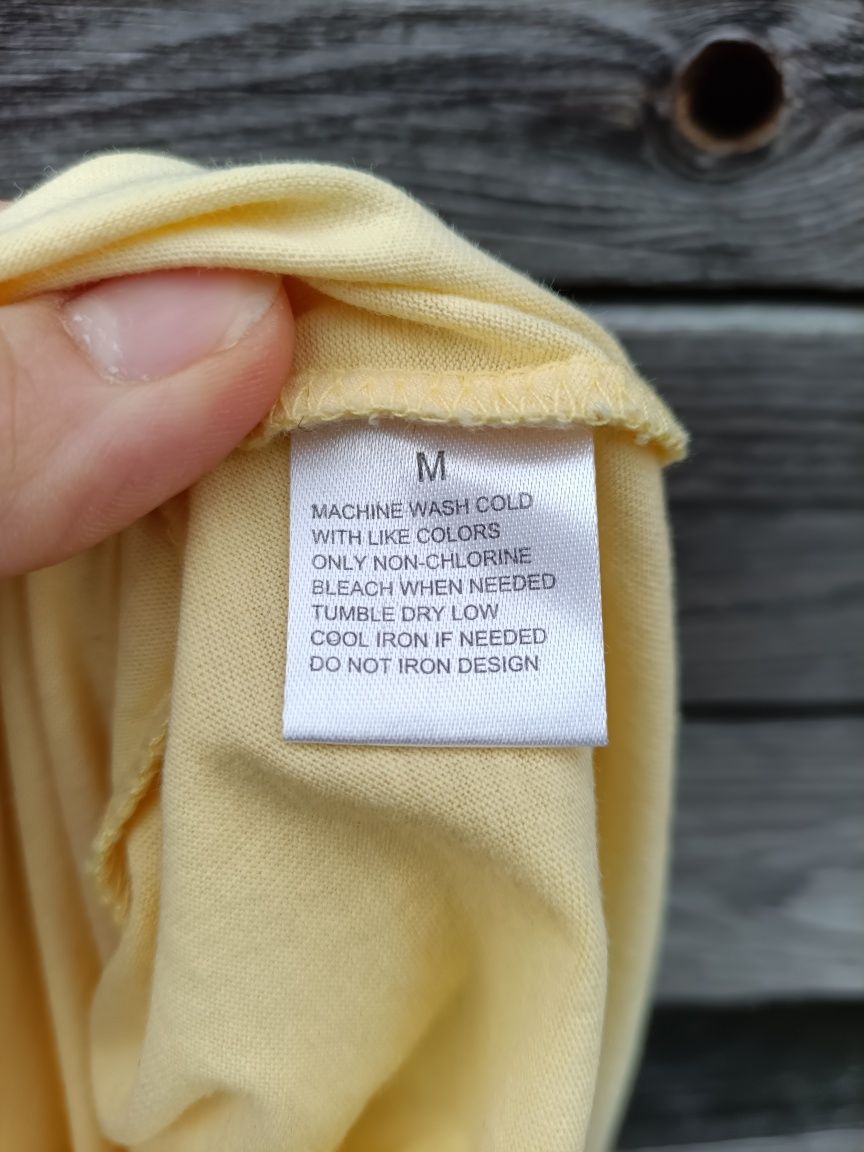 M
MACHINE WASH COLD
WITH LIKE COLORS
ONLY NON-CHLORINE
BLEACH WHEN NEEDED
TUMBLE DRY LOW
COOL IRON IF NEEDED
DO NOT IRON DESIGN